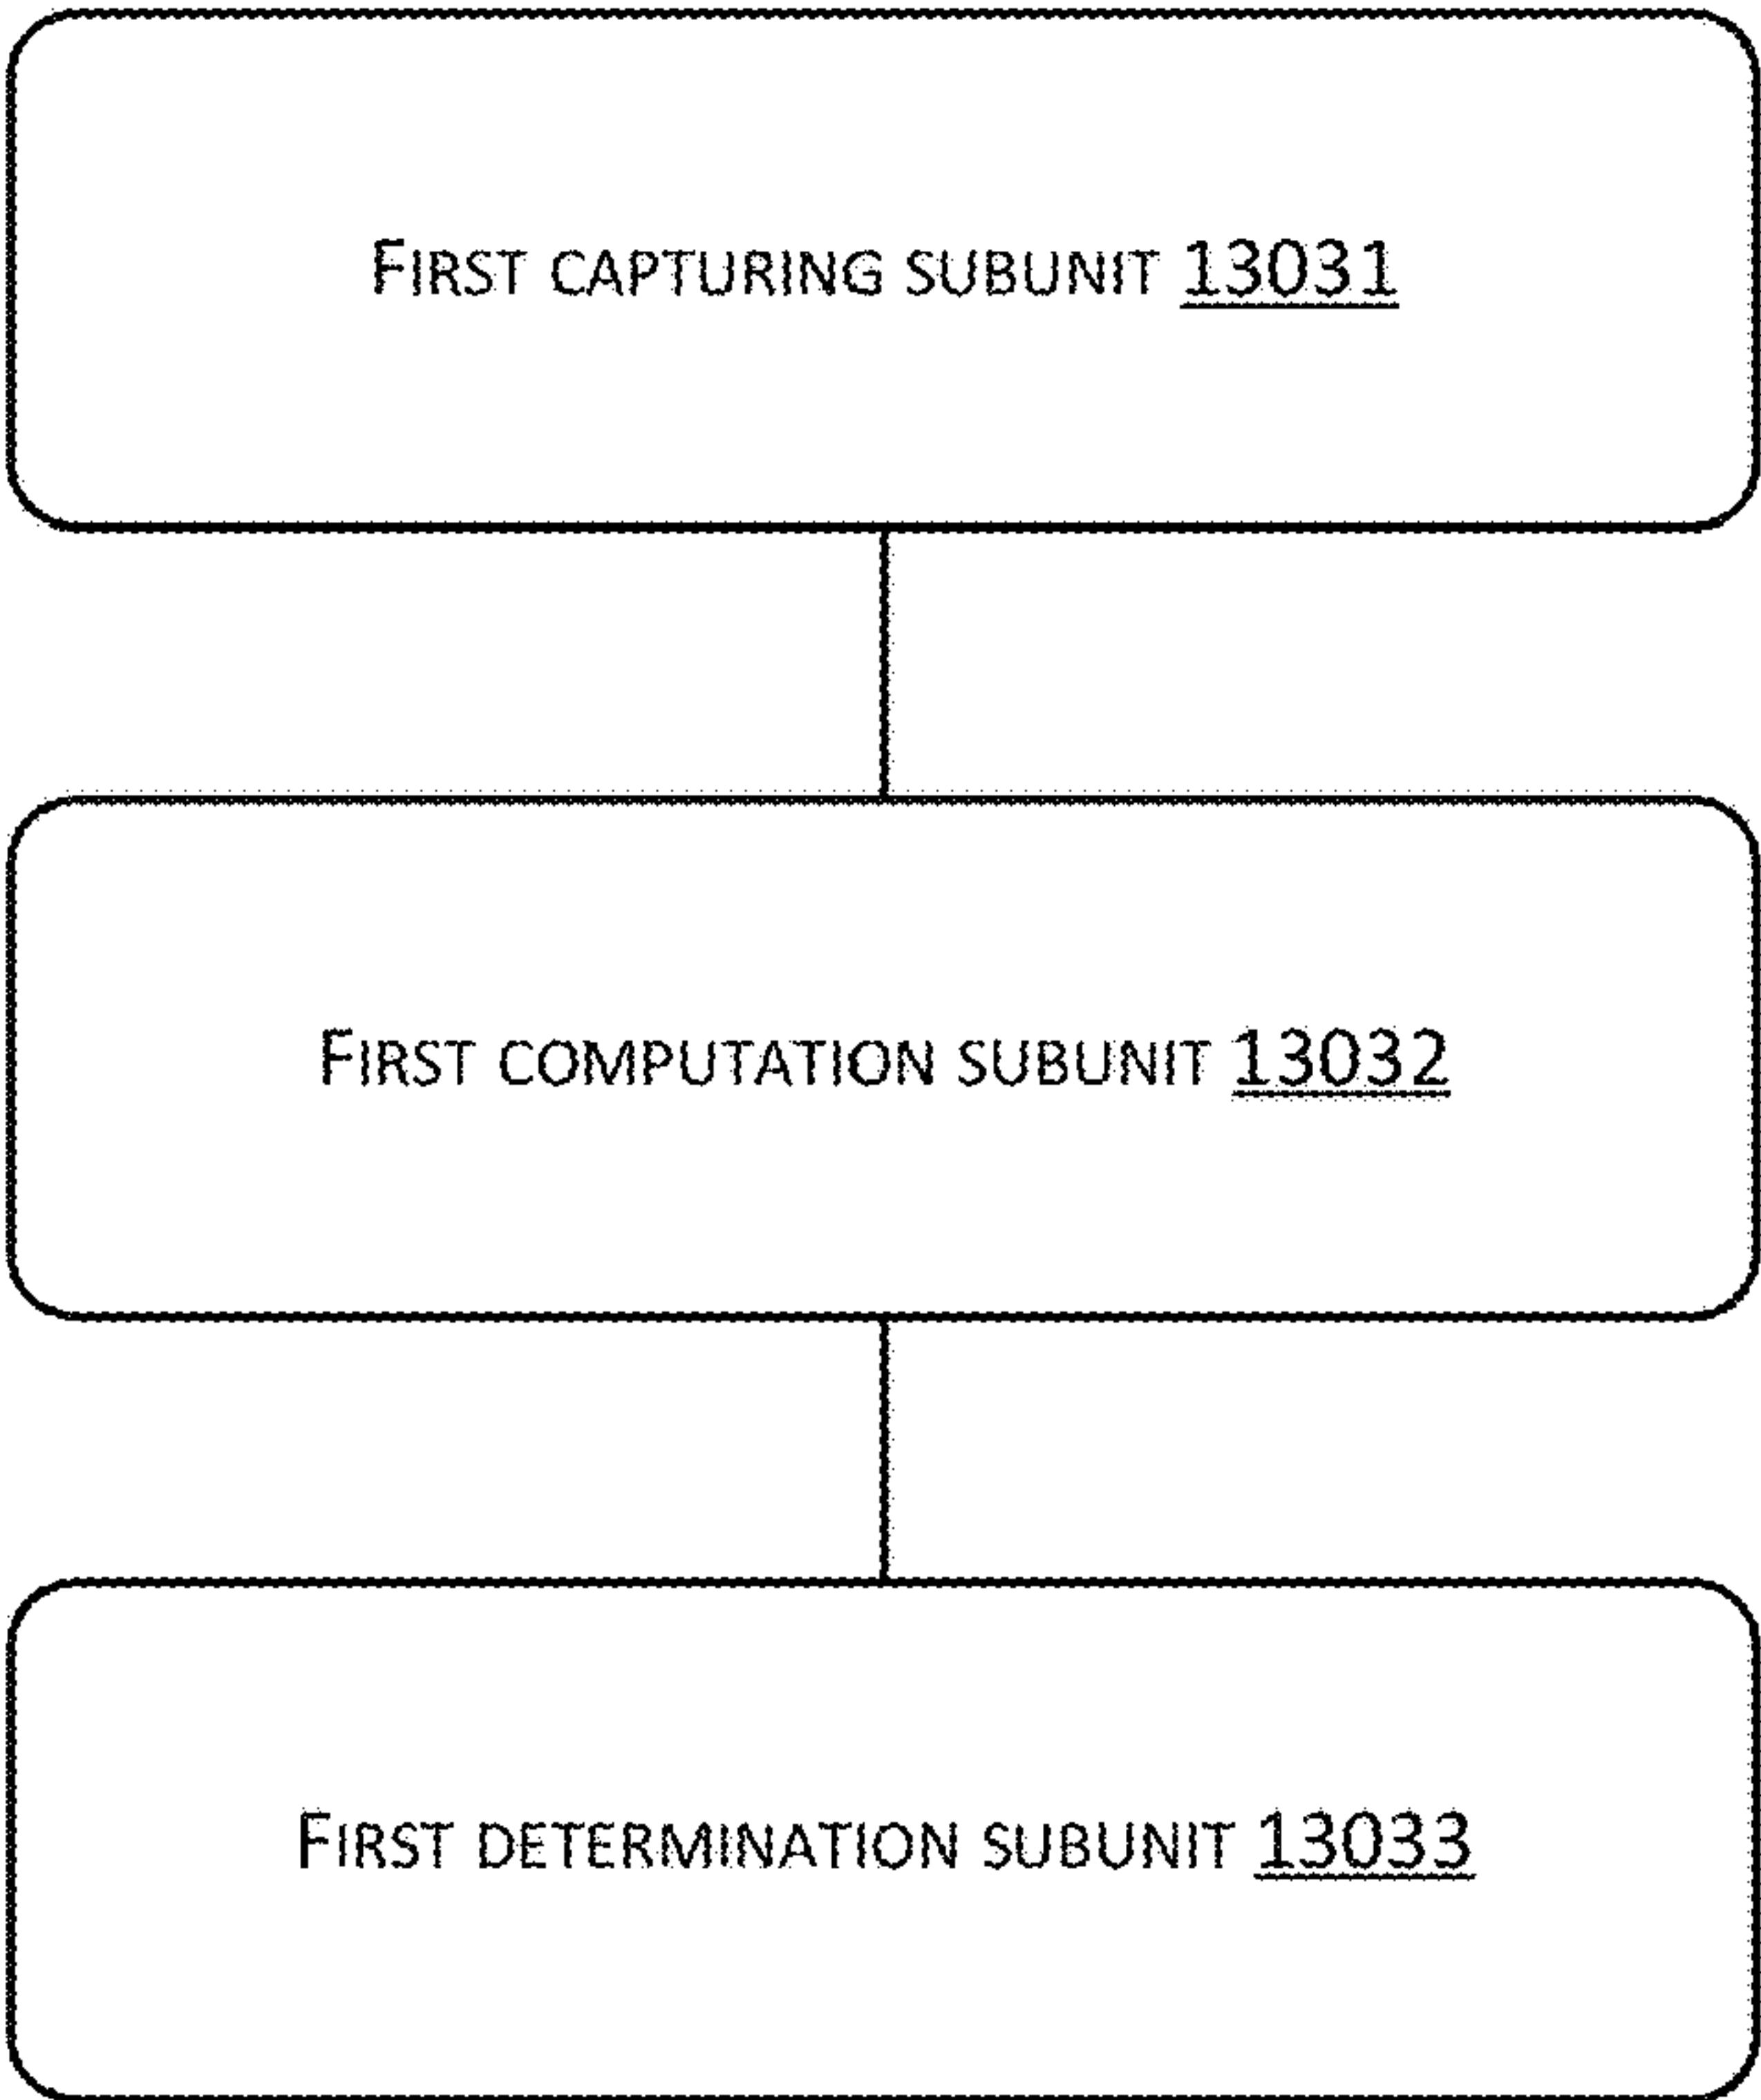 FIRST CAPTURING SUBUNIT 13031
FIRST COMPUTATION SUBUNIT 13032
FIRST DETERMINATION SUBUNIT 13033